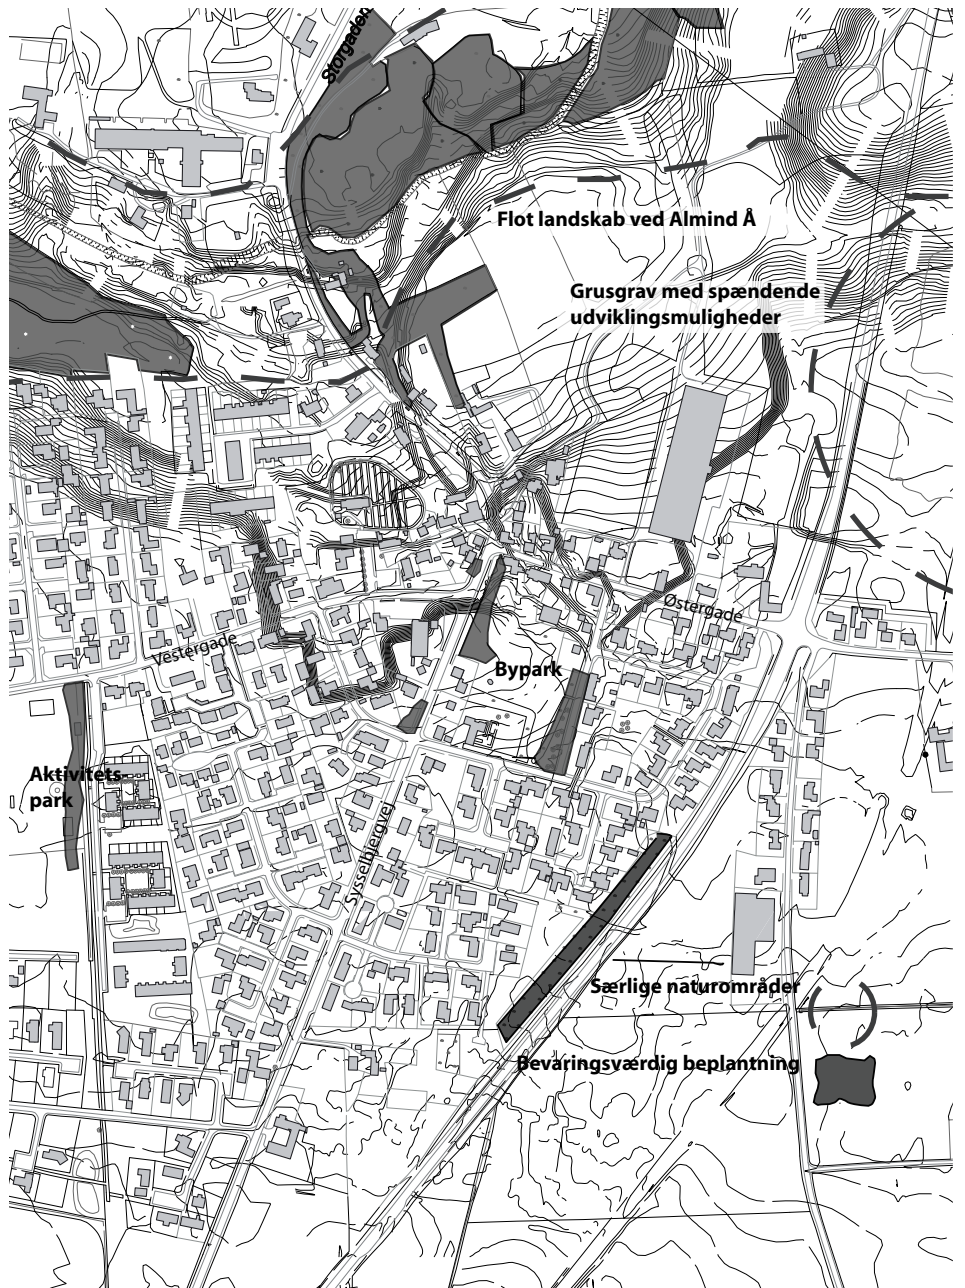 Storgaden
Flot landskab ved Almind Å
Grusgrav med spændende
udviklingsmuligheder
Østergade
Vestergade
Bypark
Aktivitets-
park
Sysselbjergvej
Særlige naturområder
Bevaringsværdig beplantning